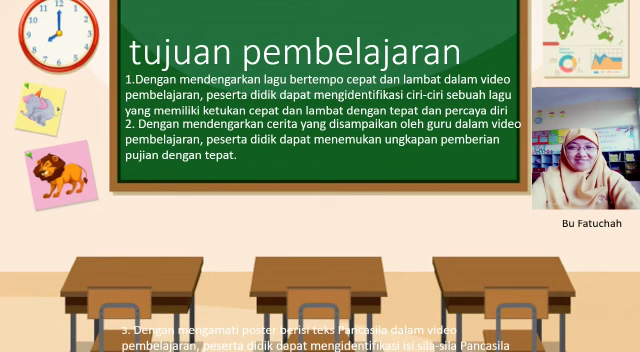 tujuan pembelajaran
1.Dengan mendengarkan lagu bertempo cepat dan lambat dalam video
pembelajaran, peserta didik dapat mengidentifikasi ciri-ciri sebuah lagu
yang memiliki ketukan cepat dan lambat dengan tepat dan percaya diri
2. Dengan mendengarkan cerita yang disampaikan oleh guru dalam video
pembelajaran, peserta didik dapat menemukan ungkapan pemberian
pujian dengan tepat.
Bu Fatuchah
3. Dengan mengamati poster berisi teks Pancasila dalam video
pembelajaran, peserta didik dapat mengidentifikasi isi sila-sila Pancasila